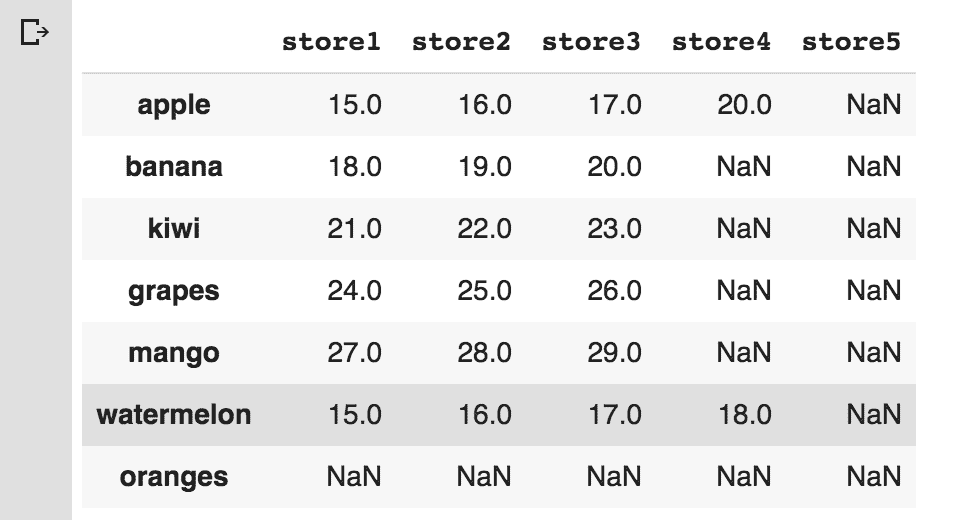 store1 store2 store3 store4 store5
apple 15.0 16.0 17.0 20.0 NaN
banana 18.0 19.0 20.0 NaN NaN
kiwi 21.0 22.0 23.0 NaN NaN
grapes 24.0 25.0 26.0 NaN NaN
mango 27.0 28.0 29.0 NaN NaN
watermelon 15.0 16.0 17.0 18.0 NaN
oranges NaN NaN NaN NaN NaN